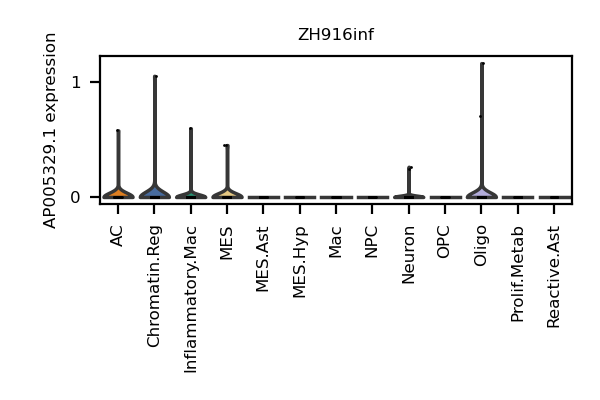 ZH916inf
AP005329.1 expression
1
0
AC
Chromatin.Reg
Inflammatory.Mac
MES
MES.Ast
MES.Hyp
Mac
NPC
Neuron
OPC
Oligo
Prolif.Metab
Reactive.Ast